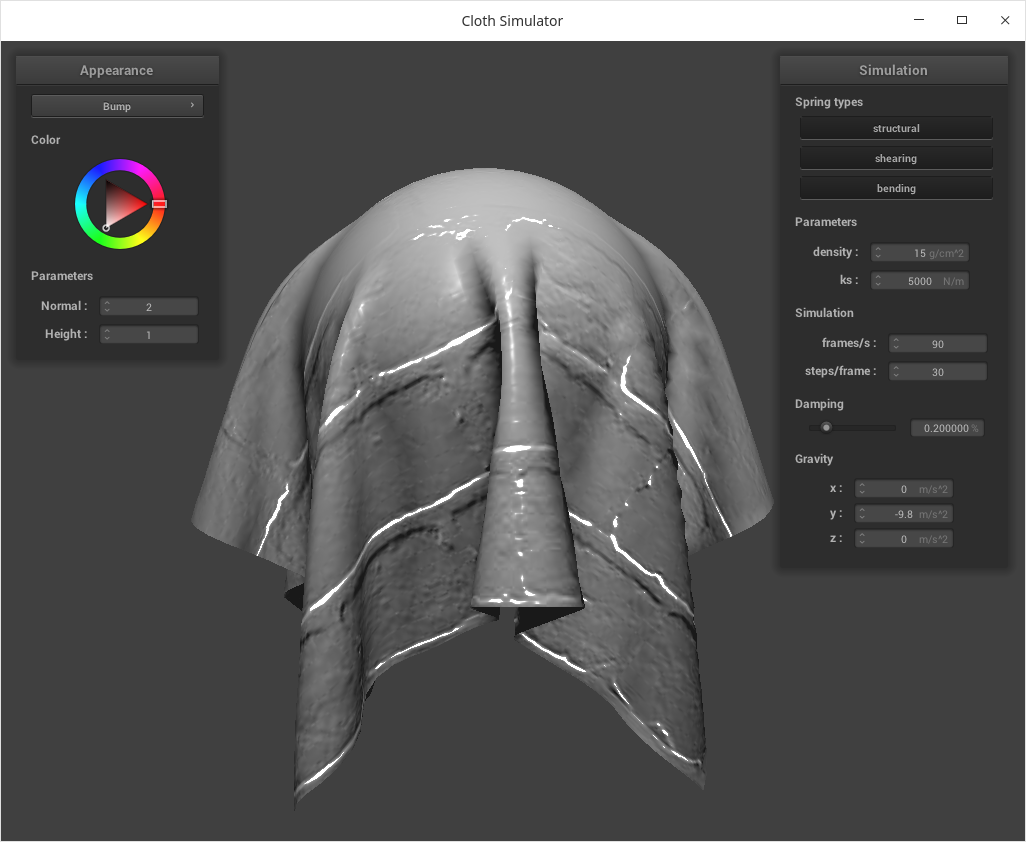 Cloth Simulator
Appearance
Bump
Color
Parameters
Normal : 2
Height : 1
Simulation
Spring types
structural
shearing
bending
Parameters
density : 15 g/cm^2
ks : 5000 N/m
Simulation
frames/s : 90
steps/frame : 30
Damping
0.200000 %
Gravity
x : 0 m/s^2
y : -9.8 m/s^2
z : 0 m/s^2